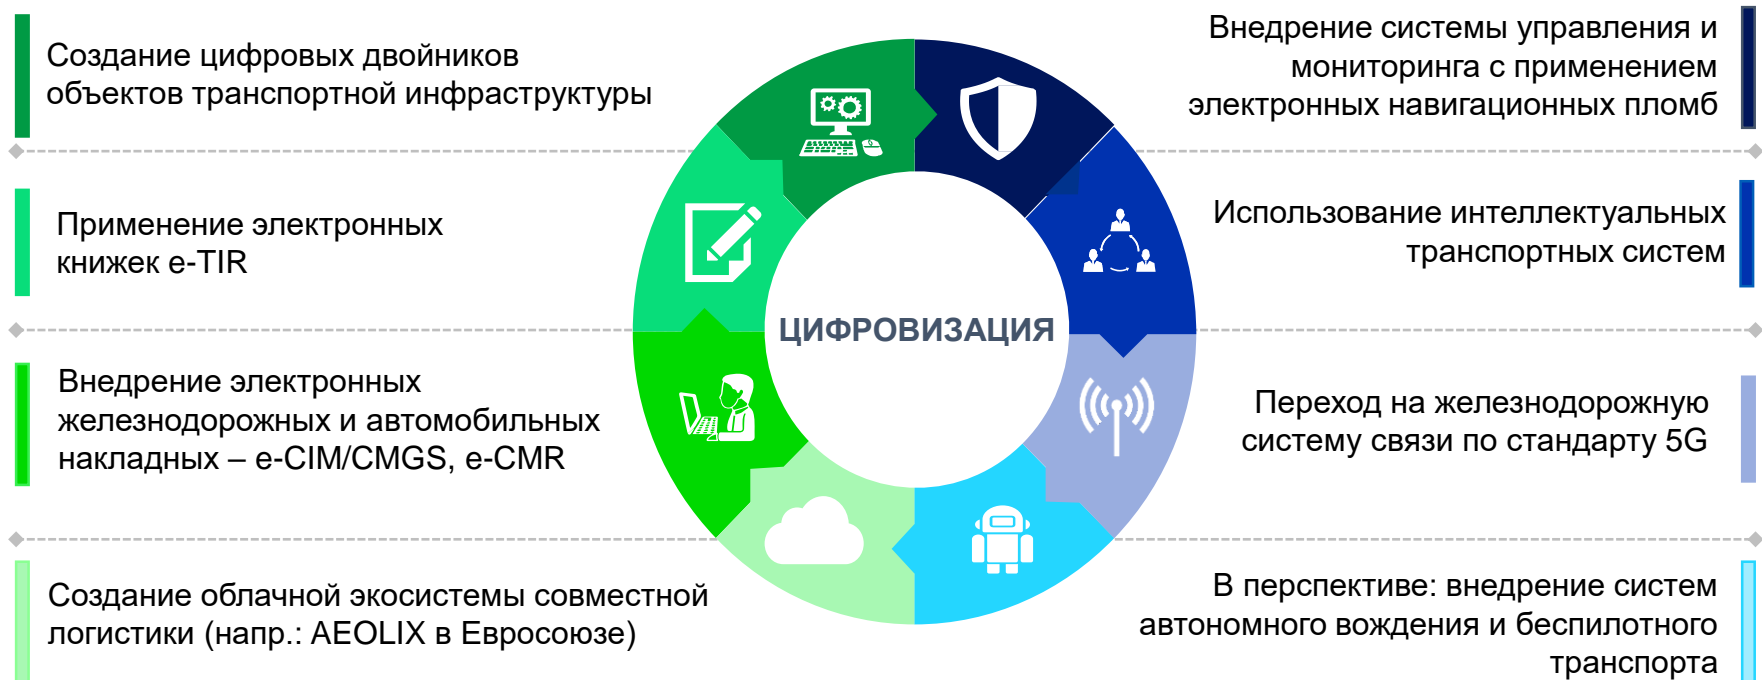 Создание цифровых двойников
объектов транспортной инфраструктуры
Применение электронных
книжек e-TIR
Внедрение электронных
железнодорожных и автомобильных
накладных – e-CIM/CMGS, e-CMR
Создание облачной экосистемы совместной
логистики (напр.: AEOLIX в Евросоюзе)
ЦИФРОВИЗАЦИЯ
Внедрение системы управления и
мониторинга с применением
электронных навигационных пломб
Использование интеллектуальных
транспортных систем
Переход на железнодорожную
систему связи по стандарту 5G
В перспективе: внедрение систем
автономного вождения и беспилотного
транспорта